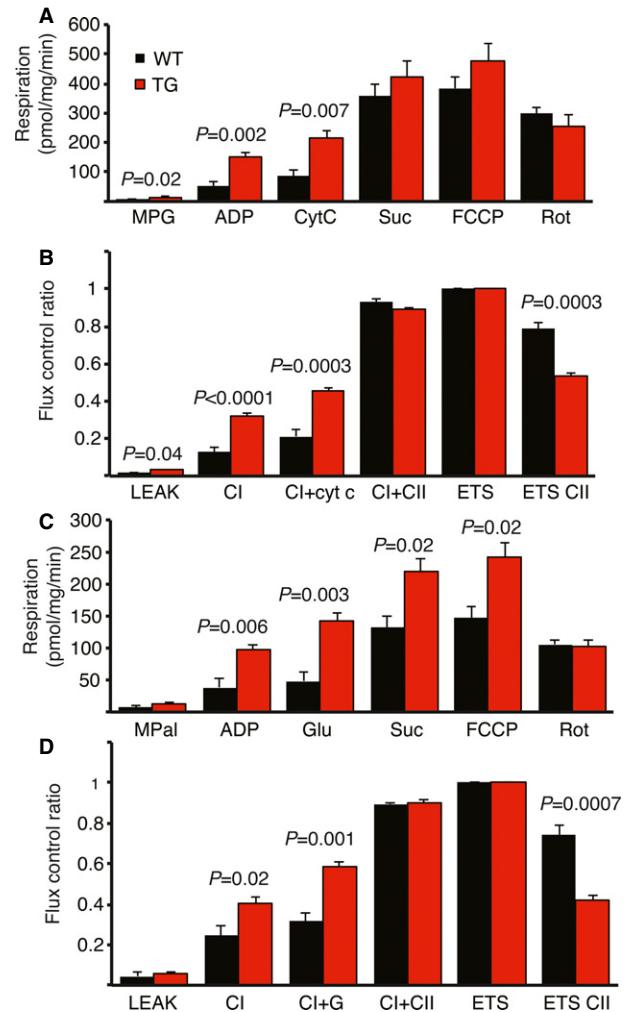 A
Respiration
(pmol/mg/min)
600
500
400
300
200
100
WT
TG
P=0.02
P=0.002
P=0.007
MPG ADP CytC Suc FCCP Rot
B
Flux control ratio
1
0.8
0.6
0.4
0.2
P=0.04
P<0.0001
P=0.0003
P=0.0003
LEAK CI CI+cyt c CI+CII ETS ETS CII
C
Respiration
(pmol/mg/min)
300
250
200
150
100
50
P=0.006
P=0.003
P=0.02
P=0.02
MPal ADP Glu Suc FCCP Rot
D
Flux control ratio
1
0.8
0.6
0.4
0.2
P=0.02
P=0.001
P=0.0007
LEAK CI CI+G CI+CII ETS ETS CII